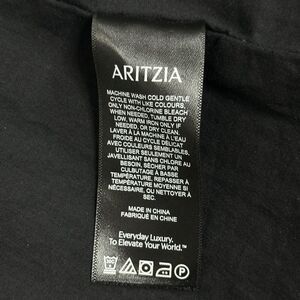 ARITZIA
MACHINE WASH COLD GENTLE
CYCLE WITH LIKE COLOURS,
ONLY NON-CHLORINE BLEACH
WHEN NEEDED, TUMBLE DRY
LOW, WARM IRON ONLY IF
NEEDED, OR DRY CLEAN.
LAVER À LA MACHINE À L'EAU
FROIDE AU CYCLE DÉLICAT
AVEC COULEURS SEMBLABLES,
UTILISER SEULEMENT UN
JAVELLISANT SANS CHLORE AU
BESOIN, SÉCHER PAR
CULBUTAGE À BASSE
TEMPÉRATURE, REPASSER À
TEMPÉRATURE MOYENNE SI
NÉCESSAIRE, OU NETTOYER À
SEC.
MADE IN CHINA
FABRIQUÉ EN CHINE
Everyday Luxury.
To Elevate Your World.™
P